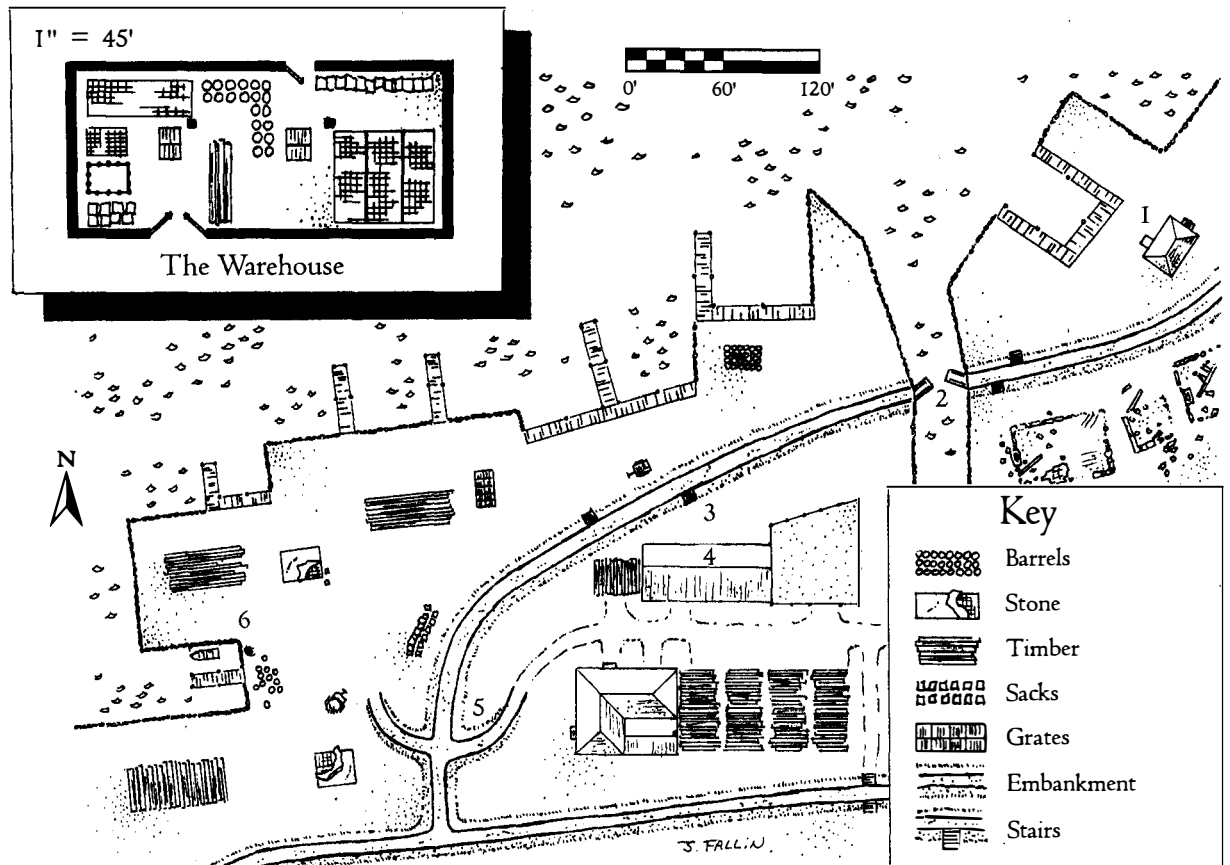 1" = 45'
The Warehouse
0' 60' 120'
1
2
N
3
4
6
5
Key
Barrels
Stone
Timber
Sacks
Grates
Embankment
Stairs
J. FALLIN.